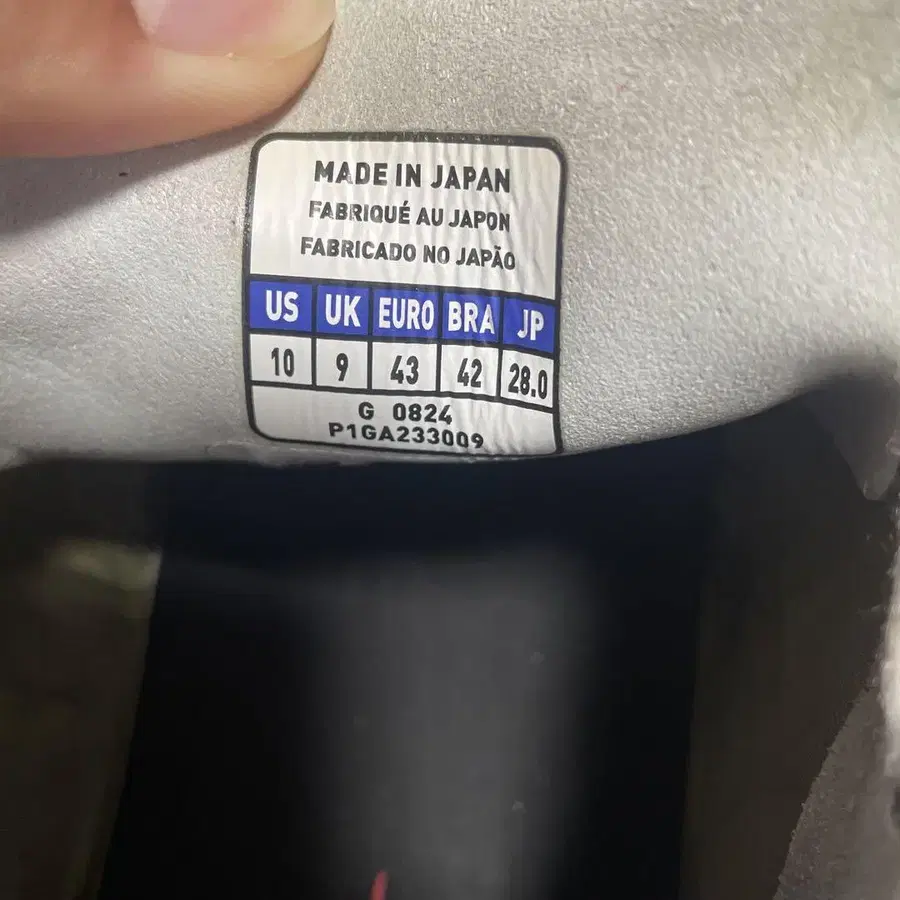 MADE IN JAPAN
FABRIQUÉ AU JAPON
FABRICADO NO JAPÃO
US UK EURO BRA JP
10 9 43 42 28.0
G 0824
P1GA233009